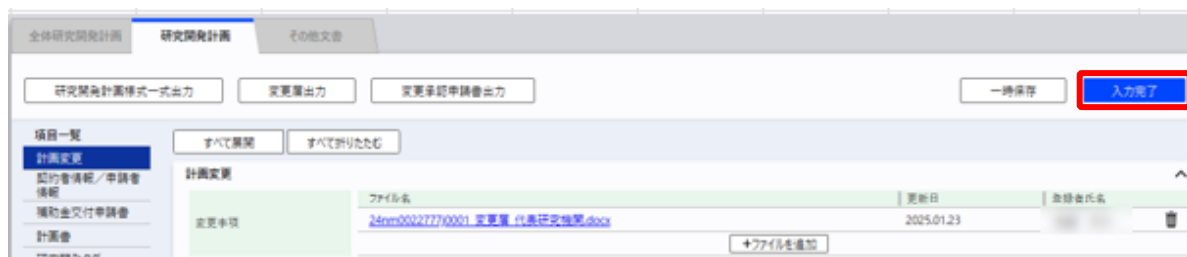 全体研究開発計画 研究開発計画 その他文書
研究開発計画様式一式出力 変更届出力 変更承認申請書出力 一時保存 入力完了
項目一覧 すべて展開 すべて折りたたむ
計画変更 計画変更
契約者情報/申請者
情報
ファイル名 更新日 登録者氏名
補助金交付申請書 変更事項 24nm0022777j0001_変更届_代表研究機関.docx 2025.01.23
計画書 +ファイルを追加